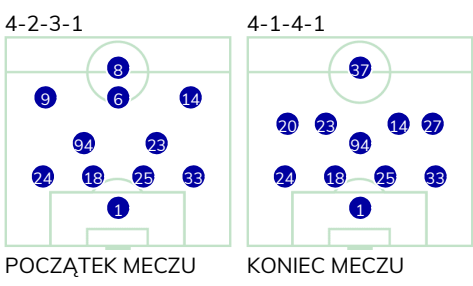 4-2-3-1
8
9 6 14
94 23
24 18 25 33
1
POCZĄTEK MECZU
4-1-4-1
37
20 23 14 27
94
24 18 25 33
1
KONIEC MECZU